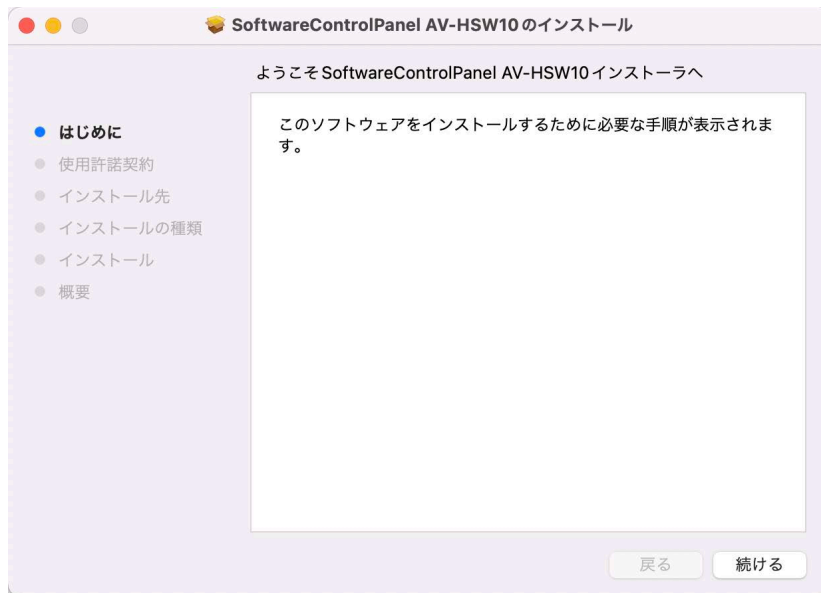 SoftwareControlPanel AV-HSW10のインストール
ようこそSoftwareControlPanel AV-HSW10インストーラへ
はじめに
使用許諾契約
インストール先
インストールの種類
インストール
概要
このソフトウェアをインストールするために必要な手順が表示されま
す。
戻る
続ける